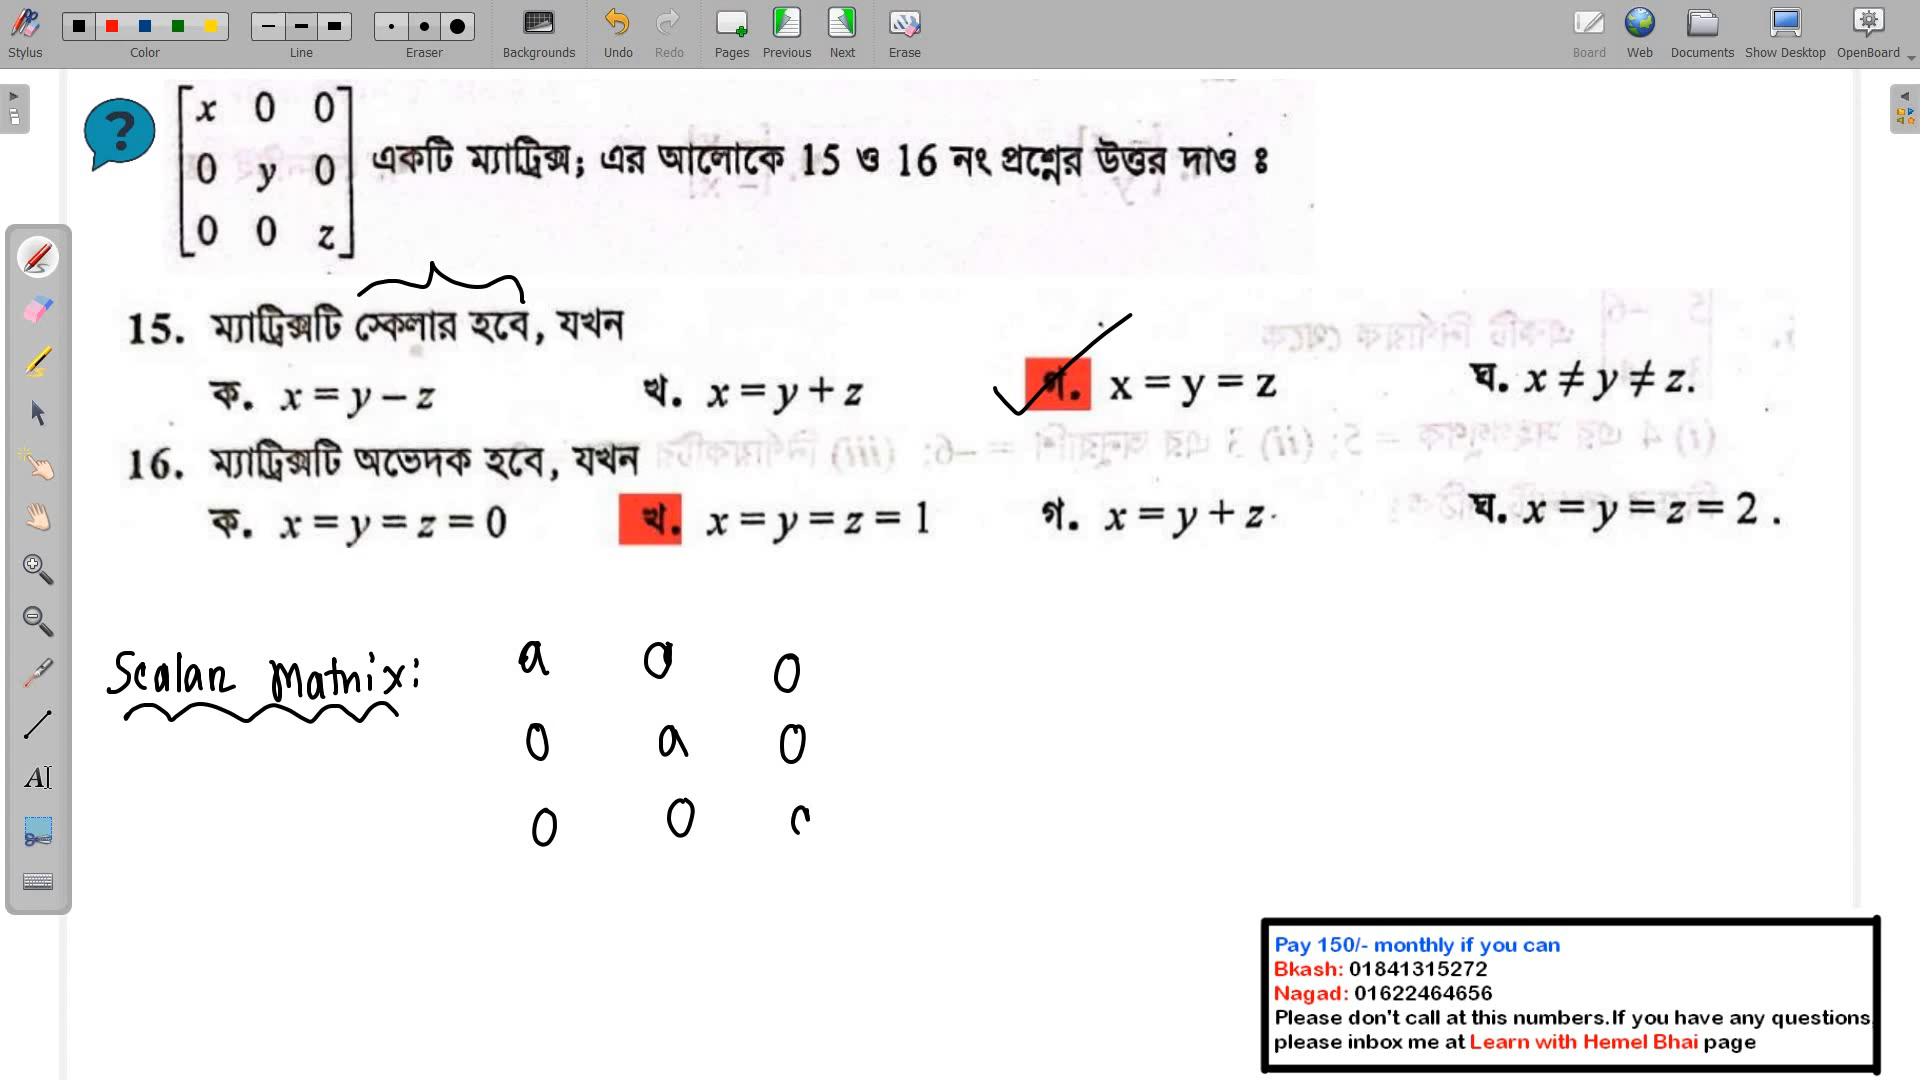 Stylus Color Line Eraser Backgrounds Undo Redo Pages Previous Next Erase Board Web Documents Show Desktop OpenBoard
?
x 0 0
0 y 0
0 0 z
একটি ম্যাট্রিক্স; এর আলোকে 15 ও 16 নং প্রশ্নের উত্তর দাও ঃ
15. ম্যাট্রিক্সটি স্কেলার হবে, যখন
ক. x = y – z খ. x = y + z গ. x = y = z ঘ. x ≠ y ≠ z.
16. ম্যাট্রিক্সটি অভেদক হবে, যখন
ক. x = y = z = 0 খ. x = y = z = 1 গ. x = y + z ঘ. x = y = z = 2 .
Scalar Matrix: a 0 0
0 a 0
0 0
Pay 150/- monthly if you can
Bkash: 01841315272
Nagad: 01622464656
Please don't call at this numbers.If you have any questions
please inbox me at Learn with Hemel Bhai page